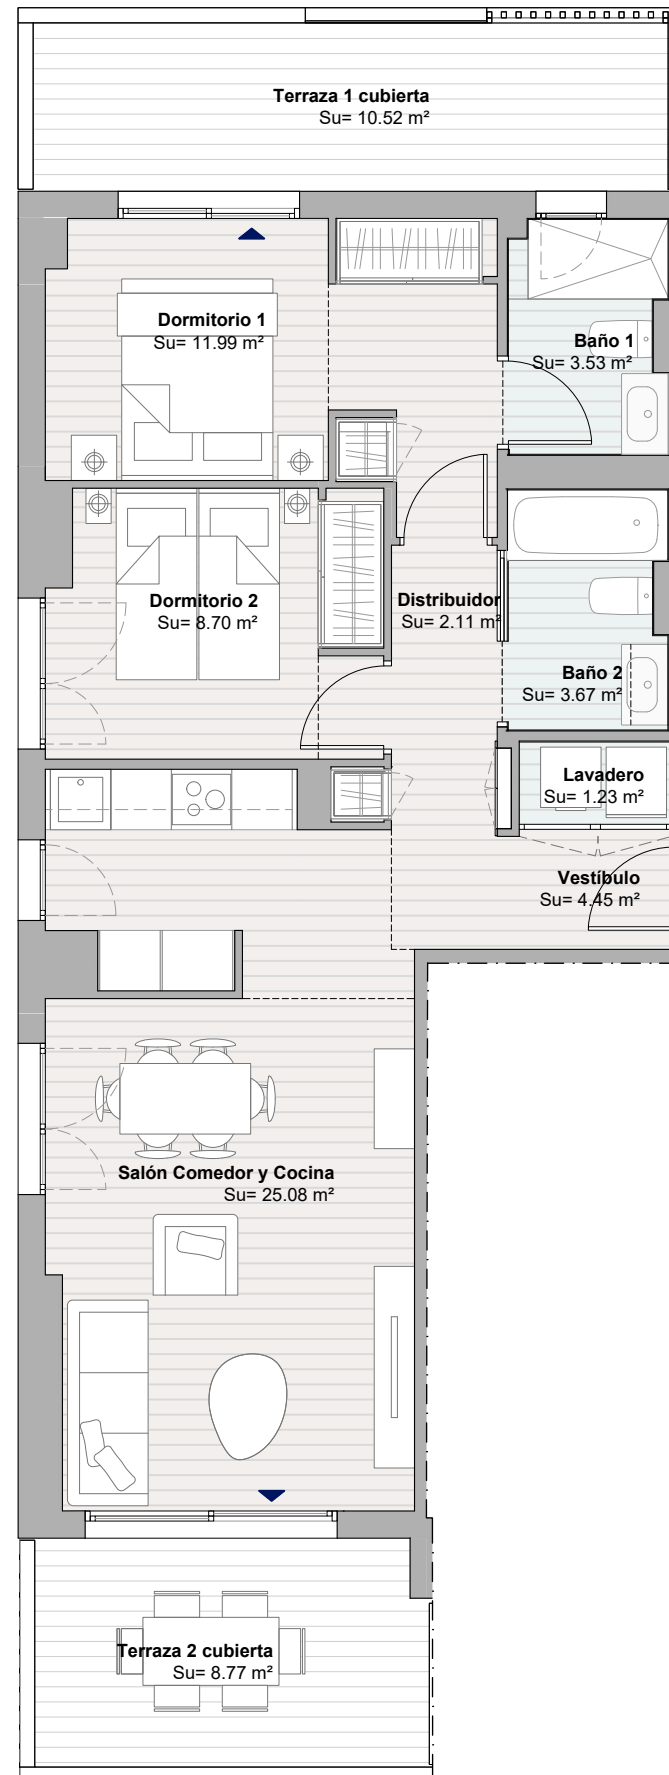 Terraza 1 cubierta
Su= 10.52 m²
Dormitorio 1
Su= 11.99 m²
Baño 1
Su= 3.53 m²
Dormitorio 2
Su= 8.70 m²
Distribuidor
Su= 2.11 m²
Baño 2
Su= 3.67 m²
Lavadero
Su= 1.23 m²
Vestíbulo
Su= 4.45 m²
Salón Comedor y Cocina
Su= 25.08 m²
Terraza 2 cubierta
Su= 8.77 m²